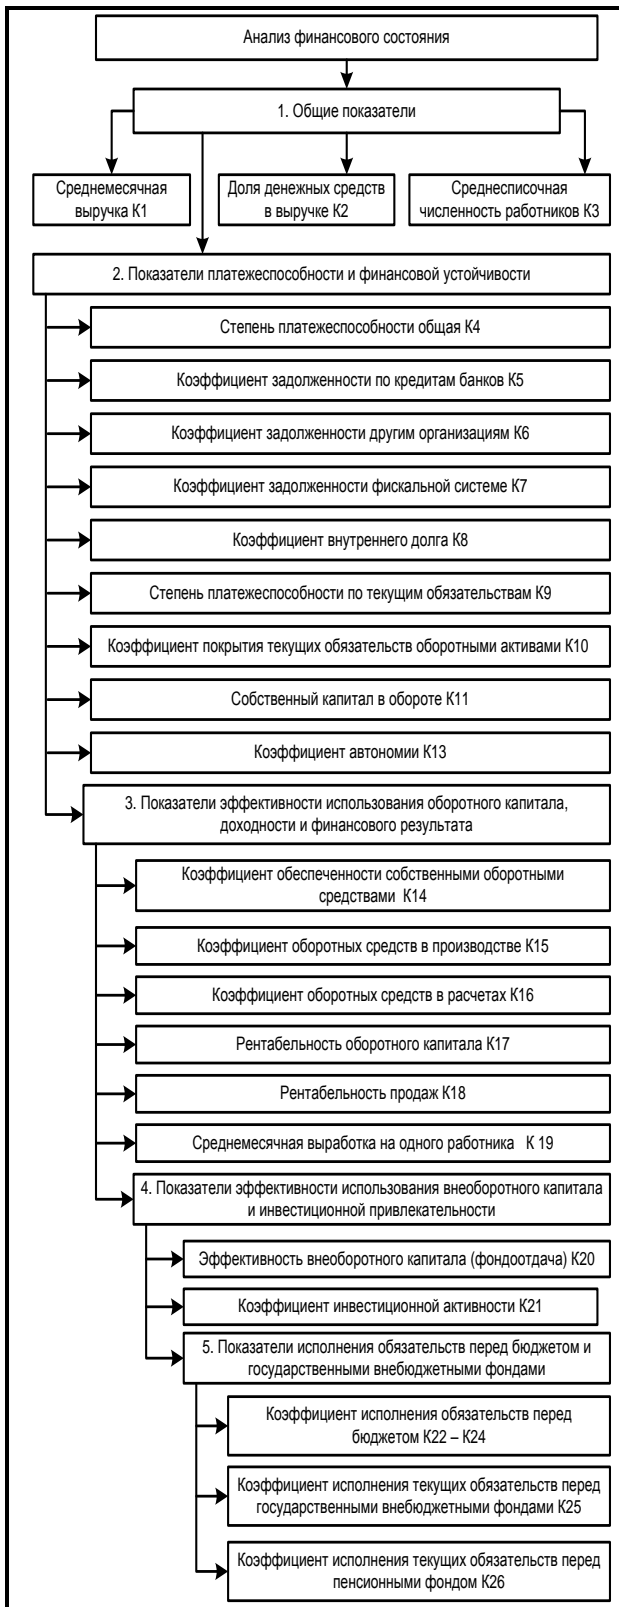 Анализ финансового состояния
1. Общие показатели
Среднемесячная
выручка К1
Доля денежных средств
в выручке К2
Среднесписочная
численность работников К3
2. Показатели платежеспособности и финансовой устойчивости
Степень платежеспособности общая К4
Коэффициент задолженности по кредитам банков К5
Коэффициент задолженности другим организациям К6
Коэффициент задолженности фискальной системе К7
Коэффициент внутреннего долга К8
Степень платежеспособности по текущим обязательствам К9
Коэффициент покрытия текущих обязательств оборотными активами К10
Собственный капитал в обороте К11
Коэффициент автономии К13
3. Показатели эффективности использования оборотного капитала,
доходности и финансового результата
Коэффициент обеспеченности собственными оборотными
средствами К14
Коэффициент оборотных средств в производстве К15
Коэффициент оборотных средств в расчетах К16
Рентабельность оборотного капитала К17
Рентабельность продаж К18
Среднемесячная выработка на одного работника К 19
4. Показатели эффективности использования внеоборотного капитала
и инвестиционной привлекательности
Эффективность внеоборотного капитала (фондоотдача) К20
Коэффициент инвестиционной активности К21
5. Показатели исполнения обязательств перед бюджетом и
государственными внебюджетными фондами
Коэффициент исполнения обязательств перед
бюджетом К22 – К24
Коэффициент исполнения текущих обязательств перед
государственными внебюджетными фондами К25
Коэффициент исполнения текущих обязательств перед
пенсионными фондом К26